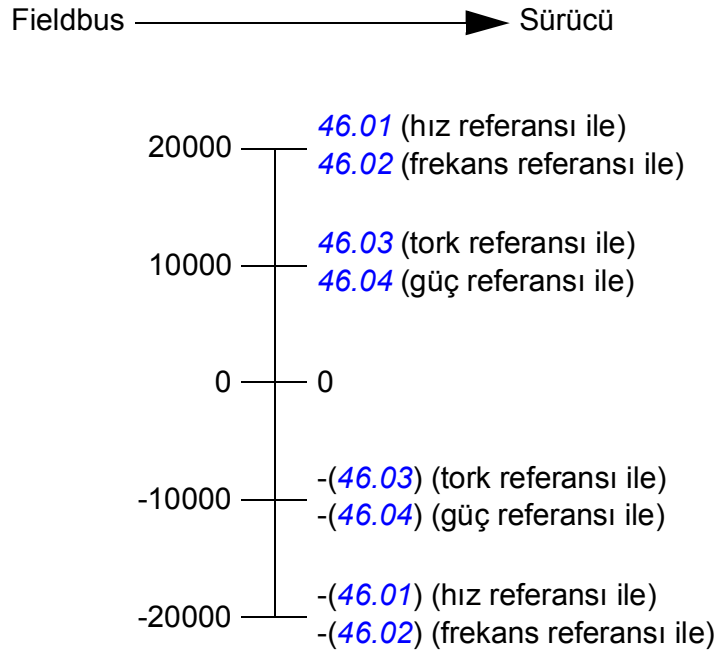 Fieldbus Sürücü
46.01 (hız referansı ile)
20000
46.02 (frekans referansı ile)
46.03 (tork referansı ile)
10000
46.04 (güç referansı ile)
0 0
-(46.03) (tork referansı ile)
-10000
-(46.04) (güç referansı ile)
-(46.01) (hız referansı ile)
-20000
-(46.02) (frekans referansı ile)